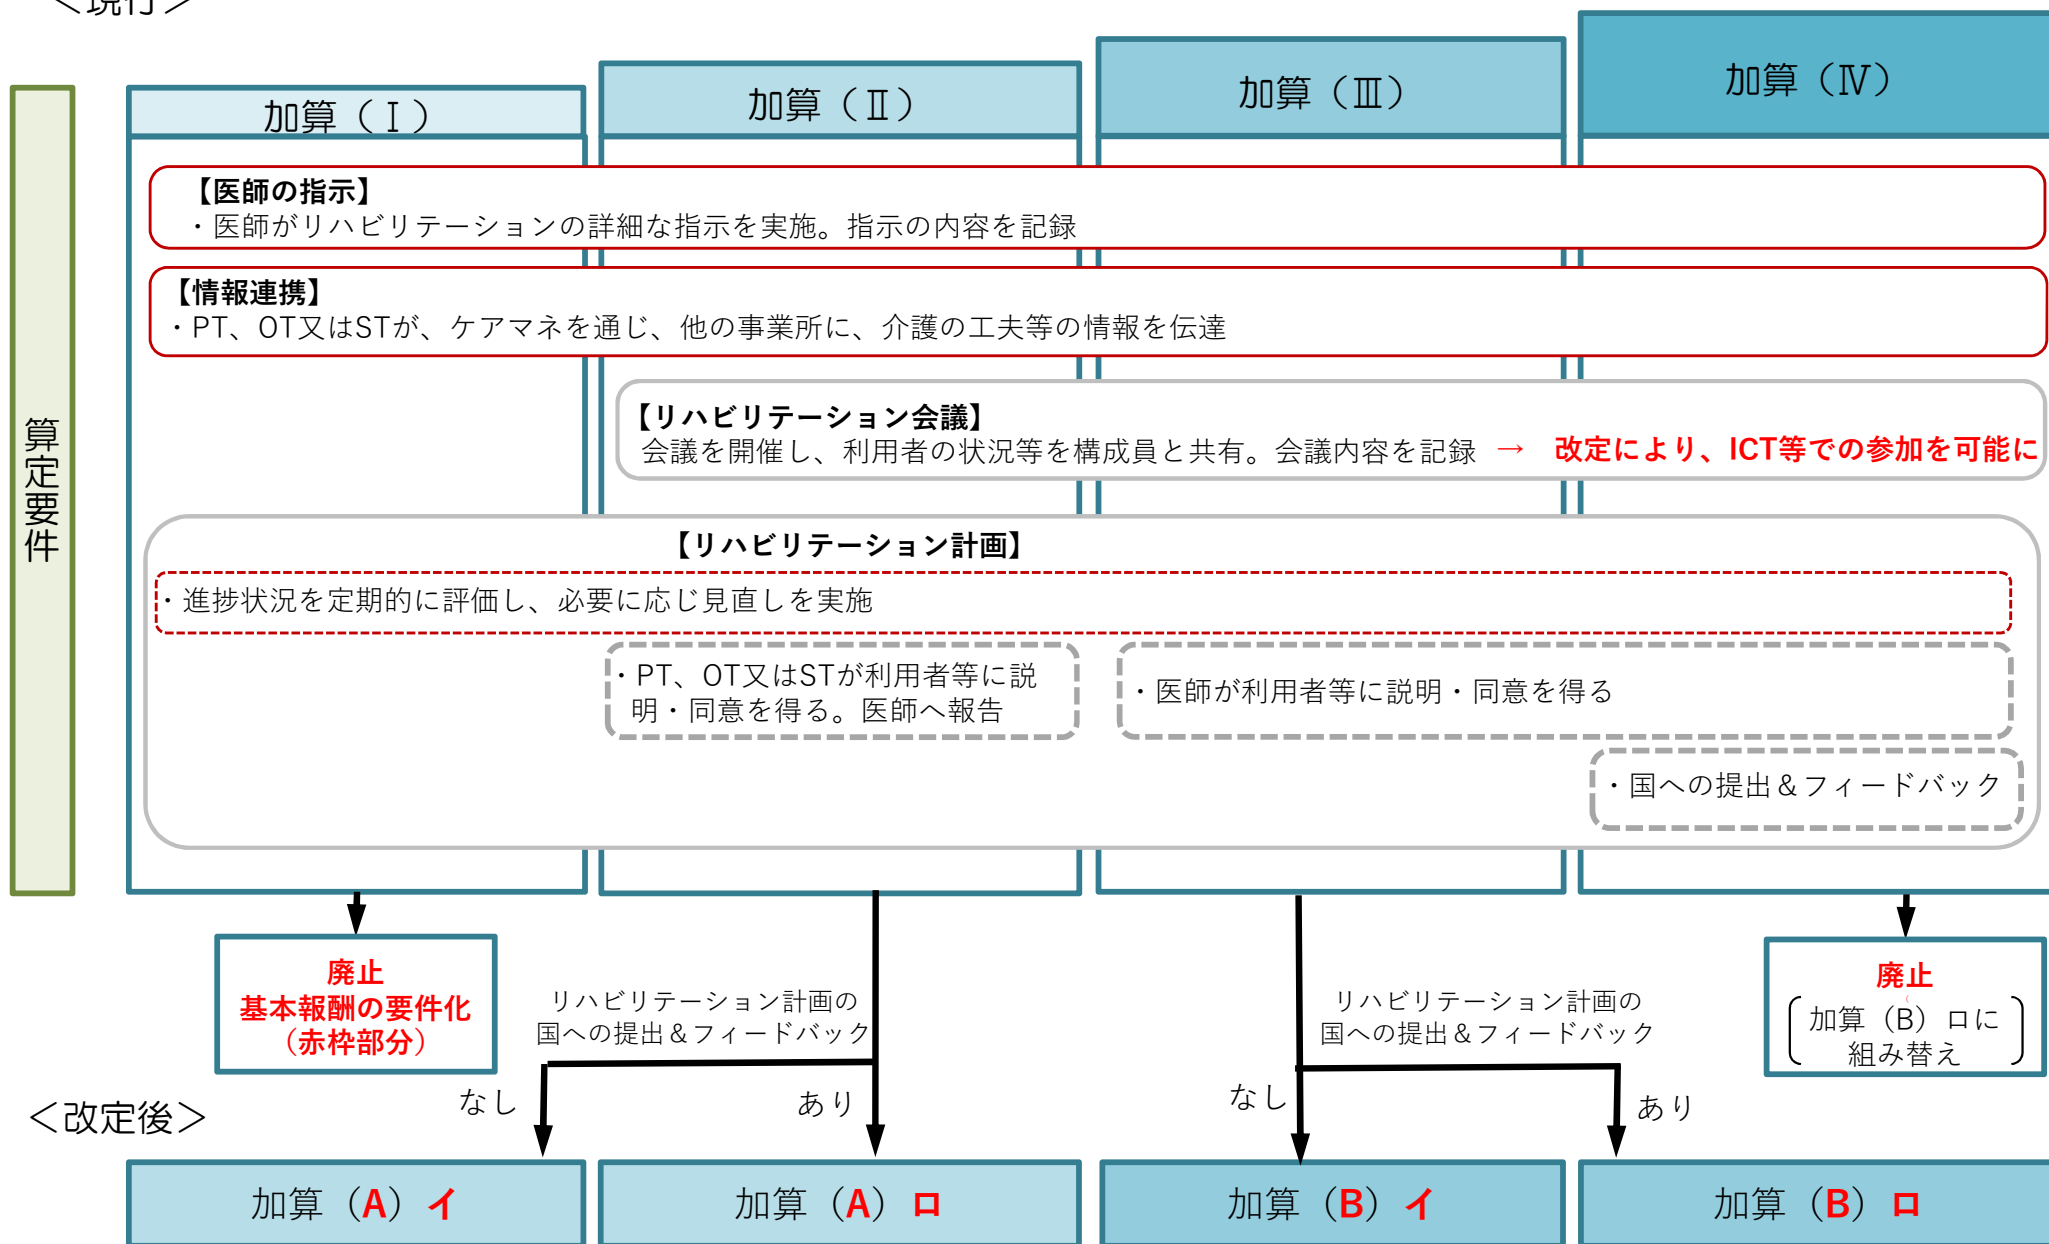 ＜現行＞
加算（Ⅰ）
加算（Ⅱ）
加算（Ⅲ）
加算（Ⅳ）
算定要件
【医師の指示】
・医師がリハビリテーションの詳細な指示を実施。指示の内容を記録
【情報連携】
・PT、OT又はSTが、ケアマネを通じ、他の事業所に、介護の工夫等の情報を伝達
【リハビリテーション会議】
会議を開催し、利用者の状況等を構成員と共有。会議内容を記録 → 改定により、ICT等での参加を可能に
【リハビリテーション計画】
・進捗状況を定期的に評価し、必要に応じ見直しを実施
・PT、OT又はSTが利用者等に説
明・同意を得る。医師へ報告
・医師が利用者等に説明・同意を得る
・国への提出＆フィードバック
廃止
基本報酬の要件化
（赤枠部分）
リハビリテーション計画の
国への提出＆フィードバック
なし
あり
リハビリテーション計画の
国への提出＆フィードバック
なし
あり
廃止
（
加算（B）ロに
組み替え
＜改定後＞
加算（A）イ
加算（A）ロ
加算（B）イ
加算（B）ロ